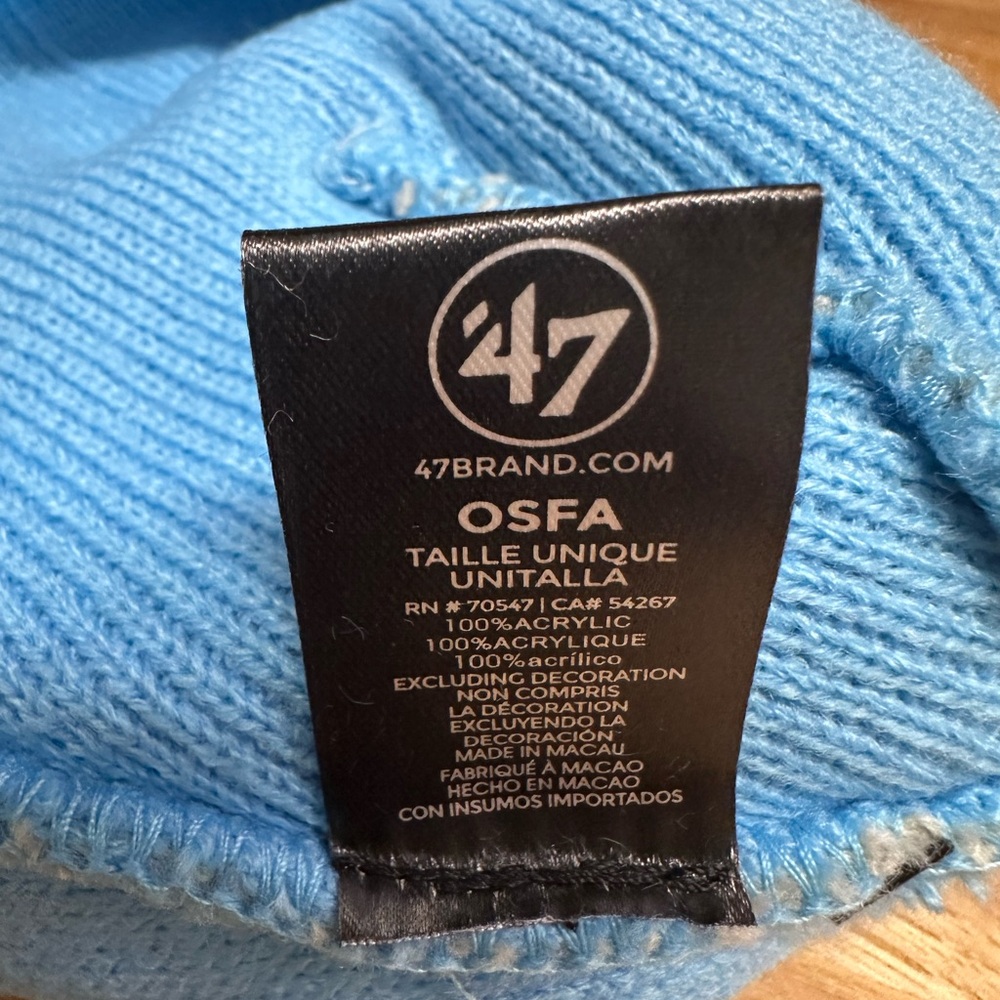 '47
47BRAND.COM
OSFA
TAILLE UNIQUE
UNITALLA
RN # 70547 | CA# 54267
100%ACRYLIC
100%ACRYLIQUE
100%acrílico
EXCLUDING DECORATION
NON COMPRIS
LA DÉCORATION
EXCLUYENDO LA
DECORACIÓN
MADE IN MACAU
FABRIQUÉ À MACAO
HECHO EN MACAO
CON INSUMOS IMPORTADOS